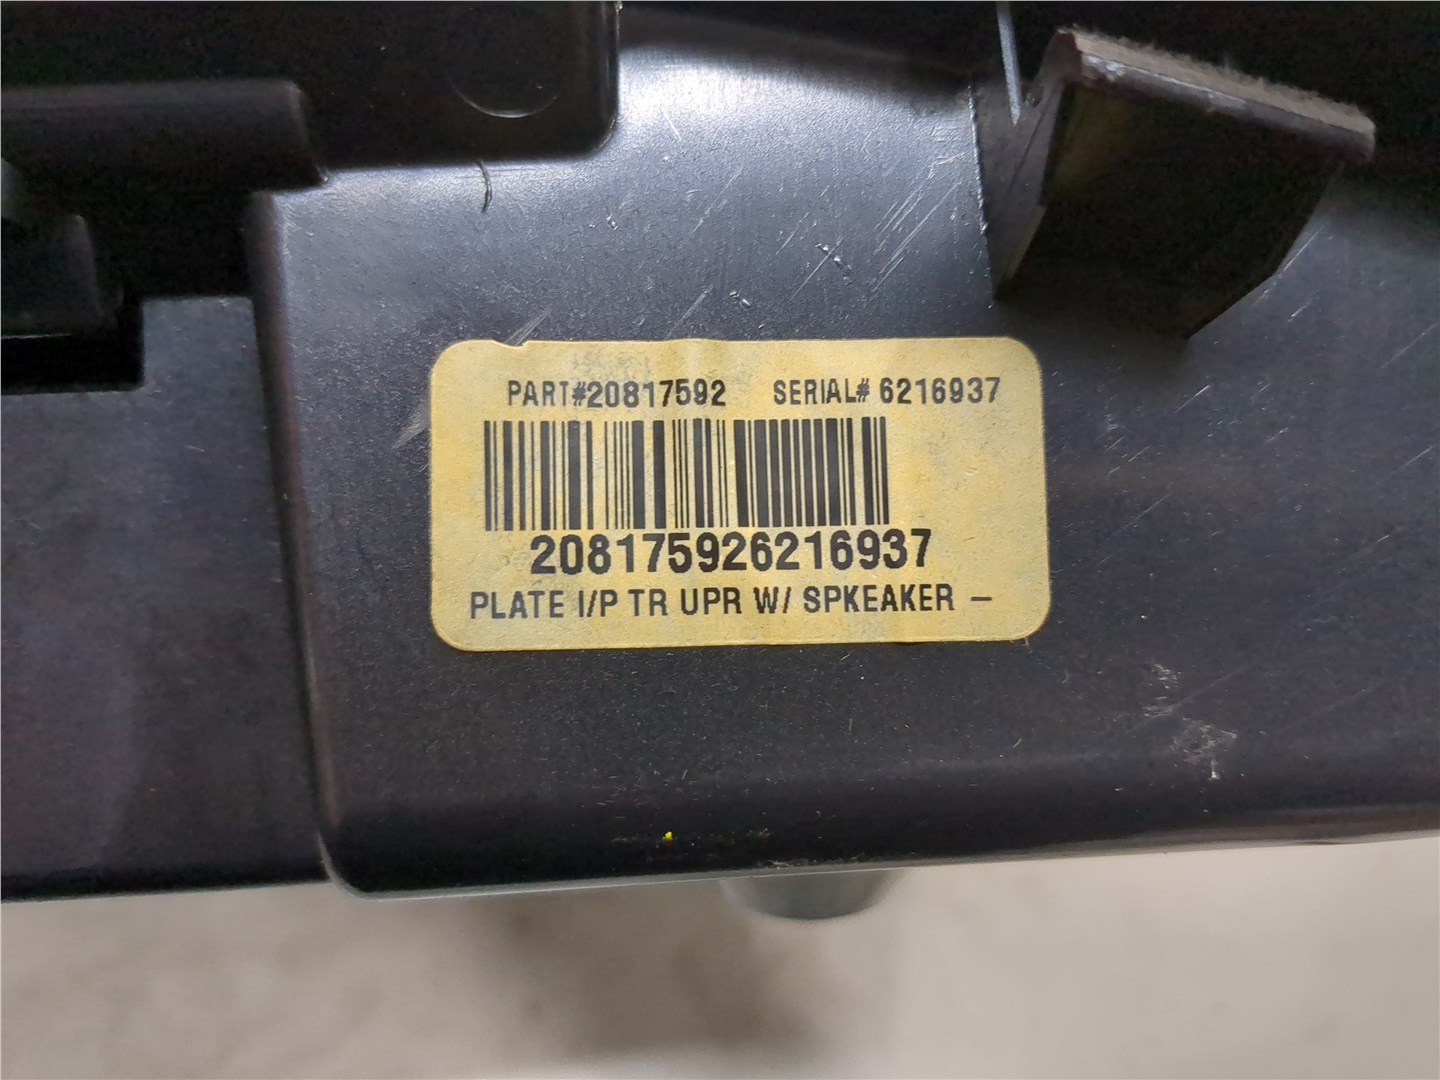 PART#20817592 SERIAL# 6216937
208175926216937
PLATE I/P TR UPR W/ SPKEAKER –